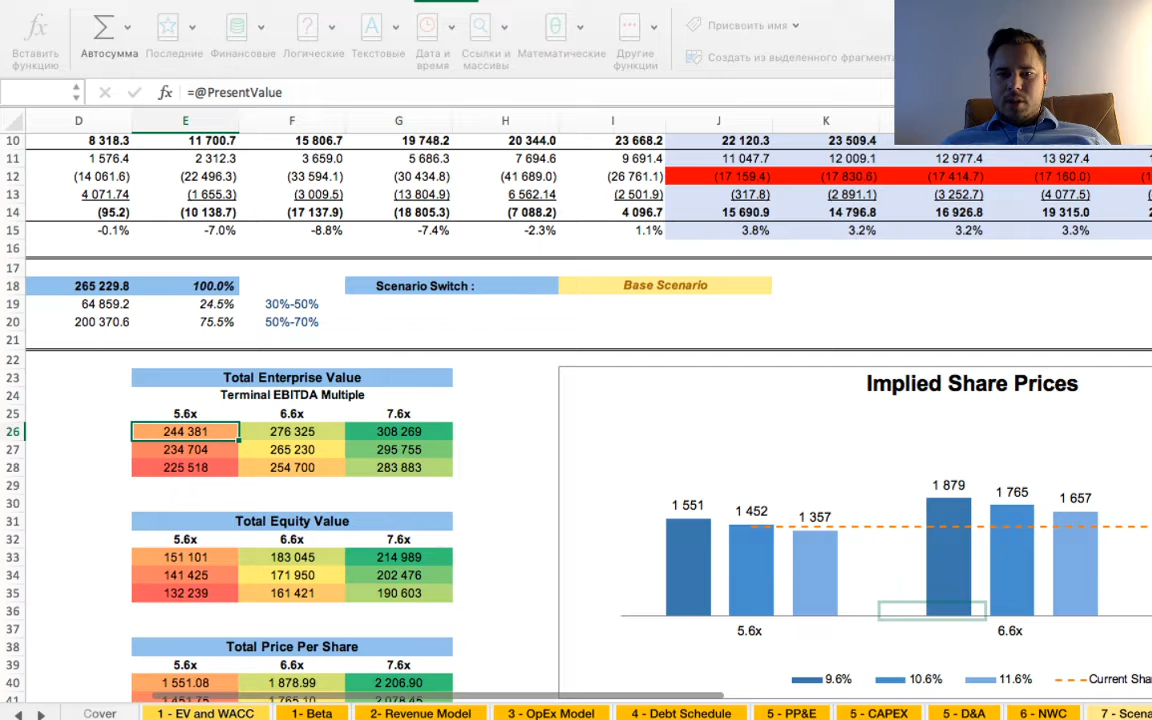 Вставить функцию
Автосумма
Последние
Финансовые
Логические
Текстовые
Дата и время
Ссылки и массивы
Математические
Другие функции
Присвоить имя
Создать из выделенного фрагмента
fx =@PresentValue
D E F G H I J K
10 8 318.3 11 700.7 15 806.7 19 748.2 20 344.0 23 668.2 22 120.3 23 509.4
11 1 576.4 2 312.3 3 659.0 5 686.3 7 694.6 9 691.4 11 047.7 12 009.1 12 977.4 13 927.4
12 (14 061.6) (22 496.3) (33 594.1) (30 434.8) (41 689.0) (26 761.1) (17 159.4) (17 830.6) (17 414.7) (17 160.0)
13 4 071.74 (1 655.3) (3 009.5) (13 804.9) 6 562.14 (2 501.9) (317.8) (2 891.1) (3 252.7) (4 077.5)
14 (95.2) (10 138.7) (17 137.9) (18 805.3) (7 088.2) 4 096.7 15 690.9 14 796.8 16 926.8 19 315.0
15 -0.1% -7.0% -8.8% -7.4% -2.3% 1.1% 3.8% 3.2% 3.2% 3.3%
16
17
18 265 229.8 100.0% Scenario Switch : Base Scenario
19 64 859.2 24.5% 30%-50%
20 200 370.6 75.5% 50%-70%
21
22
23 Total Enterprise Value
24 Terminal EBITDA Multiple
25 5.6x 6.6x 7.6x
26 244 381 276 325 308 269
27 234 704 265 230 295 755
28 225 518 254 700 283 883
29
30
31 Total Equity Value
32 5.6x 6.6x 7.6x
33 151 101 183 045 214 989
34 141 425 171 950 202 476
35 132 239 161 421 190 603
36
37
38 Total Price Per Share
39 5.6x 6.6x 7.6x
40 1 551.08 1 878.99 2 206.90
41 1 451.75 1 765.10 2 078.45
Implied Share Prices
1 551 1 452 1 357 1 879 1 765 1 657
5.6x 6.6x
9.6% 10.6% 11.6% Current Sha
Cover 1 - EV and WACC 1- Beta 2- Revenue Model 3 - OpEx Model 4 - Debt Schedule 5 - PP&E 5 - CAPEX 5 - D&A 6 - NWC 7 - Scena